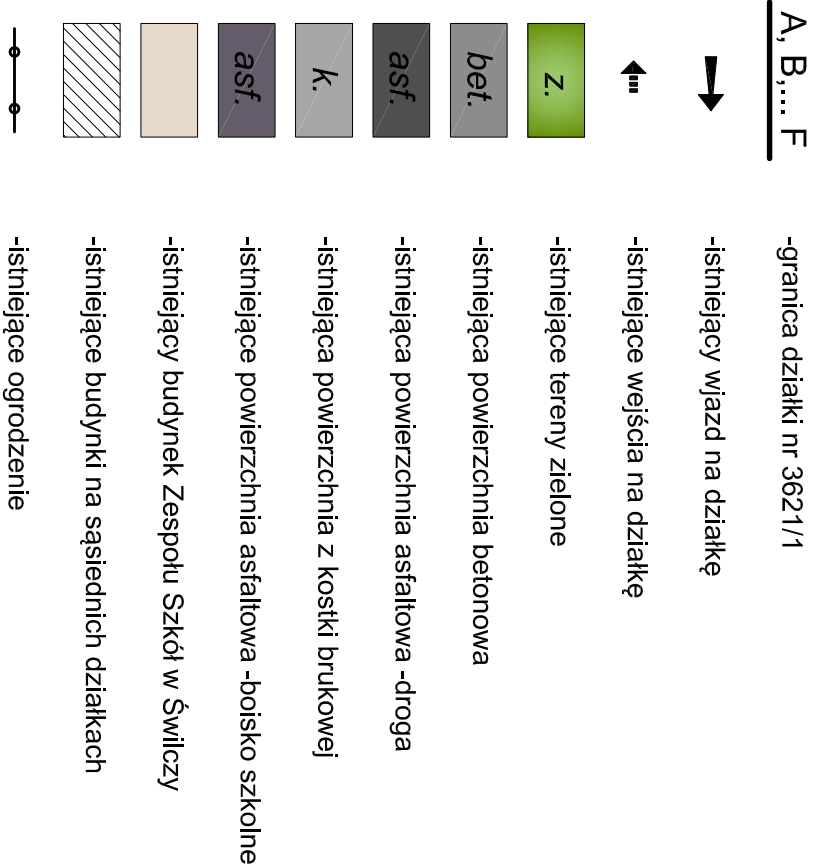 A, B,... F -granica działki nr 3621/1
-istniejący wjazd na działkę
-istniejące wejścia na działkę
z. -istniejące tereny zielone
bet. -istniejąca powierzchnia betonowa
asf. -istniejąca powierzchnia asfaltowa -droga
k. -istniejąca powierzchnia z kostki brukowej
asf. -istniejące powierzchnia asfaltowa -boisko szkolne
-istniejący budynek Zespołu Szkół w Świlczy
-istniejące budynki na sąsiednich działkach
-istniejące ogrodzenie